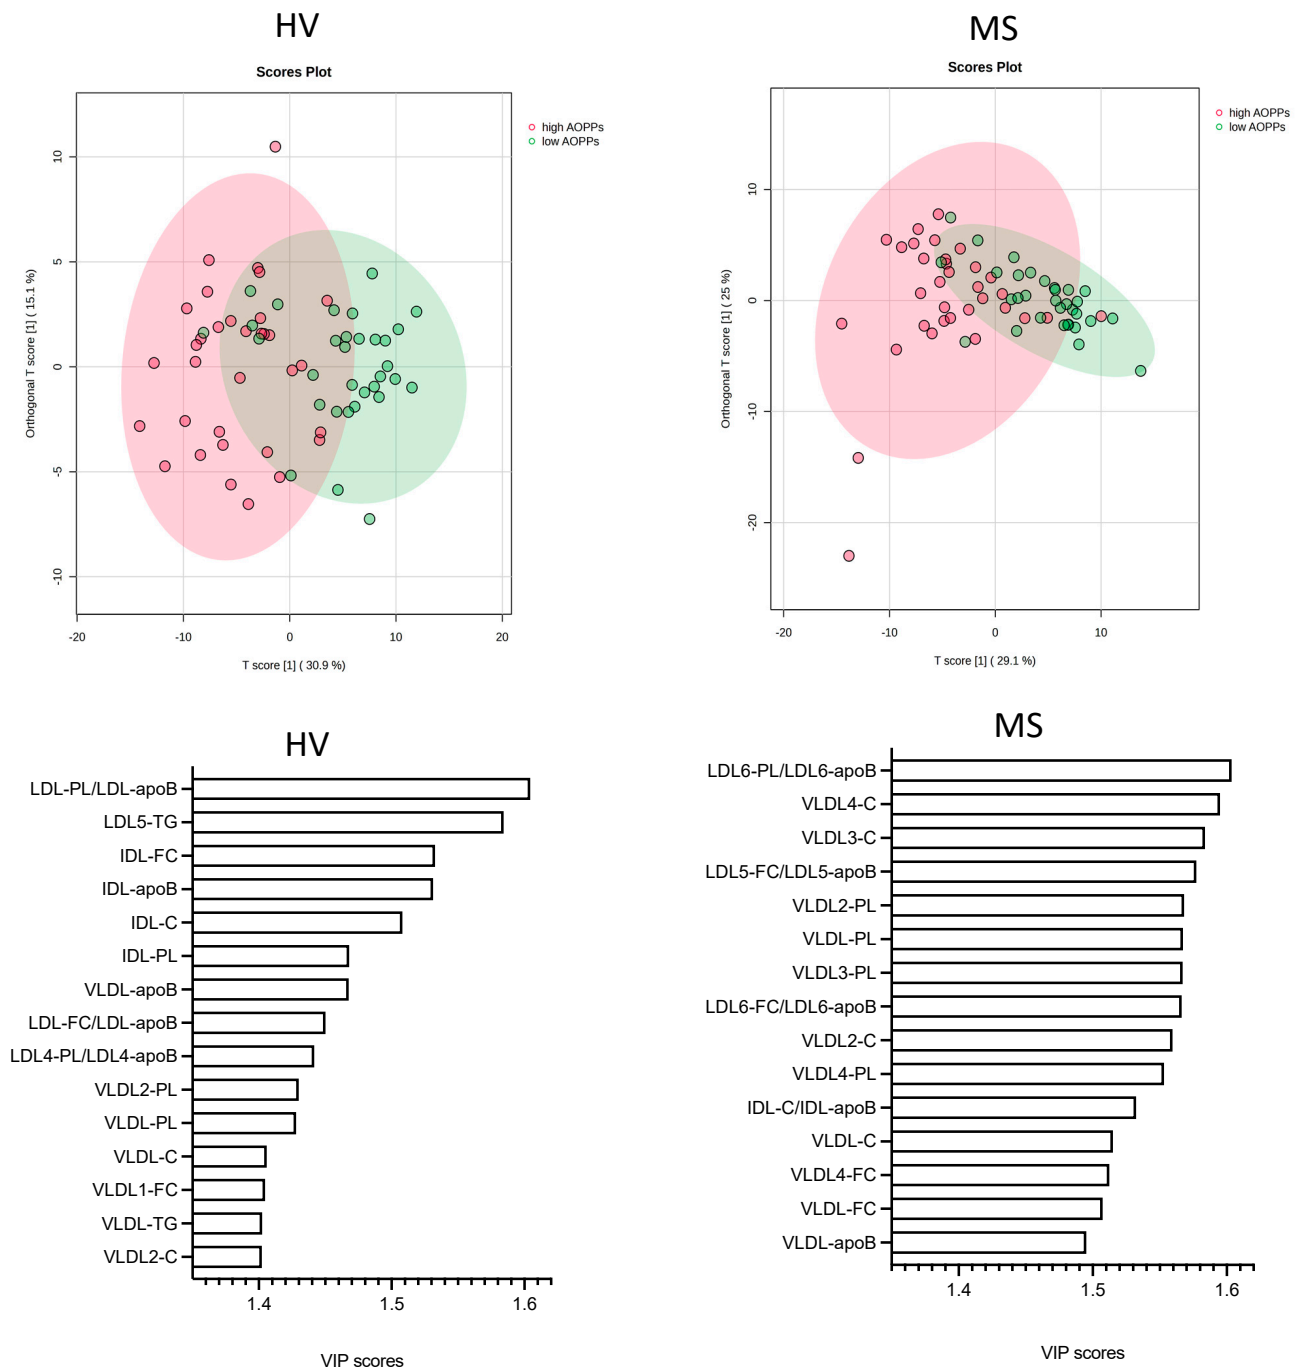 HV
Scores Plot
high AOPPs
low AOPPs
10
5
0
-5
-10
Orthogonal T score [1] ( 15.1 %)
-20
-10
0
10
20
T score [1] ( 30.9 %)
MS
Scores Plot
high AOPPs
low AOPPs
10
0
-10
-20
Orthogonal T score [1] ( 25 %)
-20
-10
0
10
T score [1] ( 29.1 %)
HV
LDL-PL/LDL-apoB
LDL5-TG
IDL-FC
IDL-apoB
IDL-C
IDL-PL
VLDL-apoB
LDL-FC/LDL-apoB
LDL4-PL/LDL4-apoB
VLDL2-PL
VLDL-PL
VLDL-C
VLDL1-FC
VLDL-TG
VLDL2-C
1.4
1.5
1.6
VIP scores
MS
LDL6-PL/LDL6-apoB
VLDL4-C
VLDL3-C
LDL5-FC/LDL5-apoB
VLDL2-PL
VLDL-PL
VLDL3-PL
LDL6-FC/LDL6-apoB
VLDL2-C
VLDL4-PL
IDL-C/IDL-apoB
VLDL-C
VLDL4-FC
VLDL-FC
VLDL-apoB
1.4
1.5
1.6
VIP scores